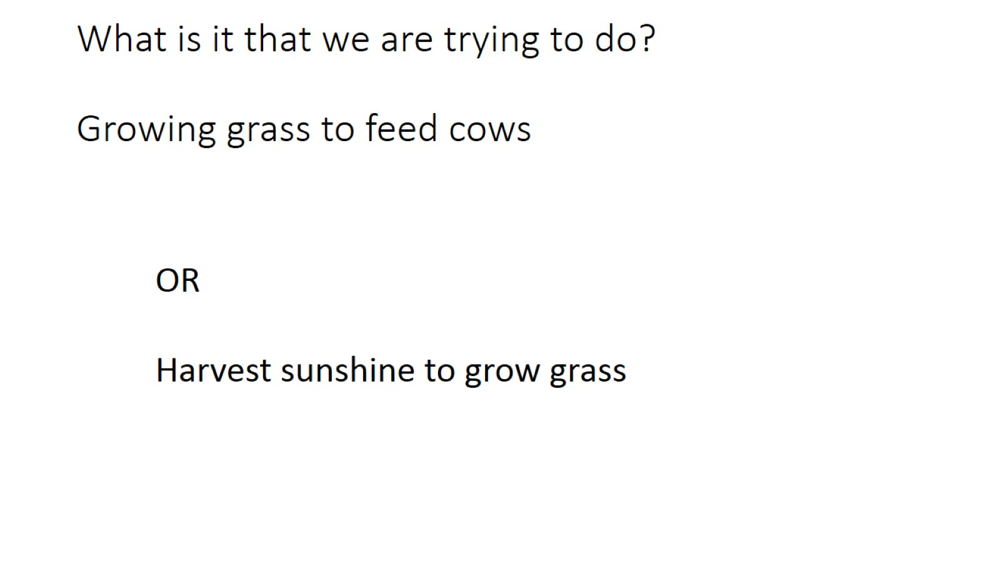 What is it that we are trying to do?
Growing grass to feed cows
OR
Harvest sunshine to grow grass